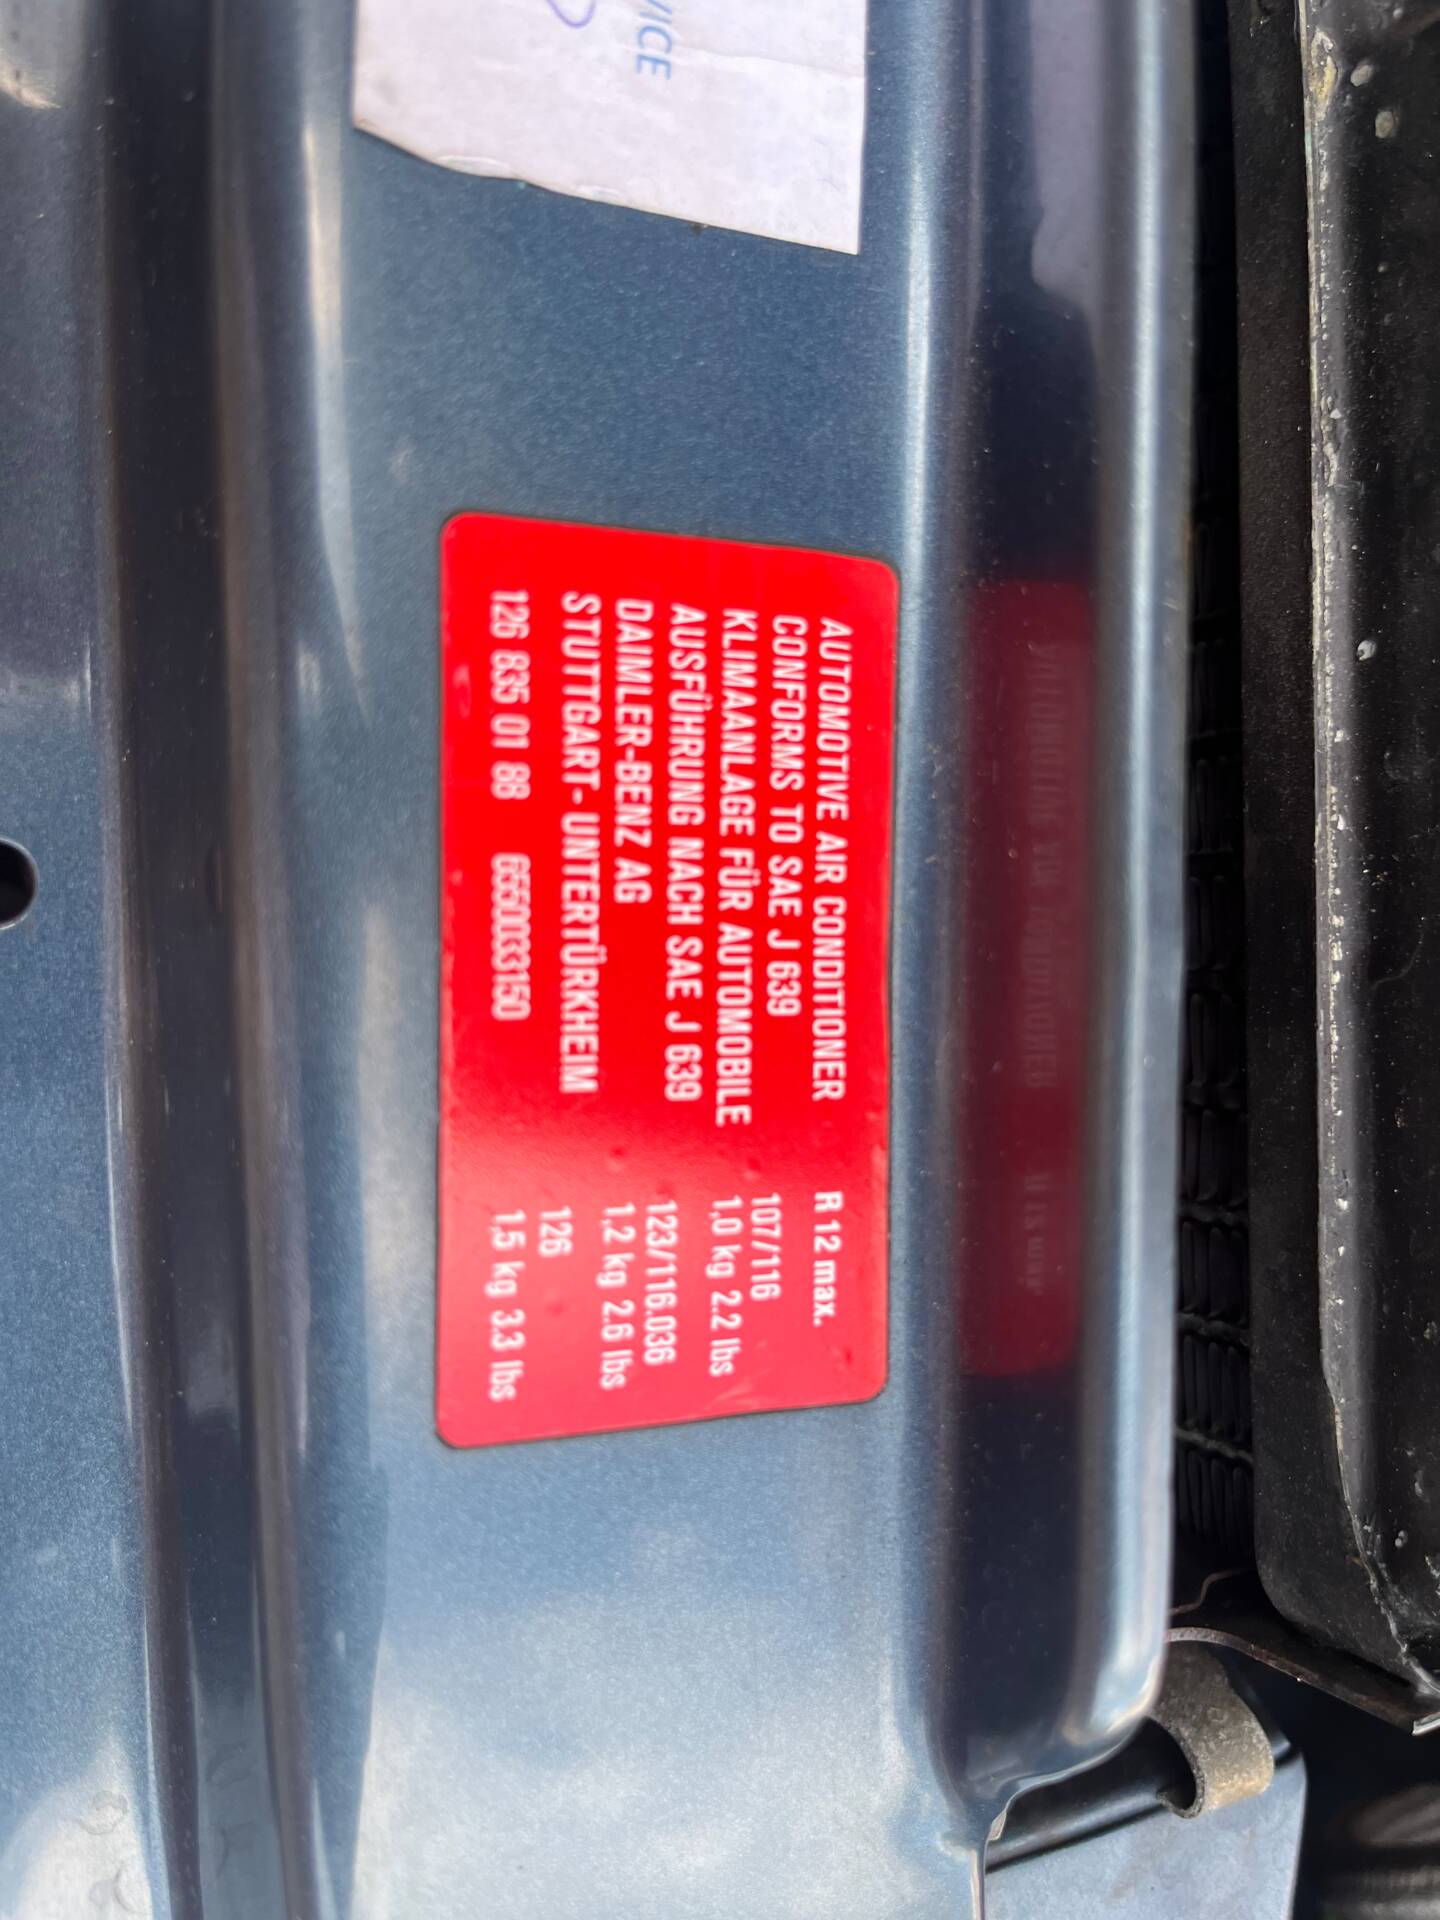 VICE
AUTOMOTIVE AIR CONDITIONER
CONFORMS TO SAE J 639
KLIMAANLAGE FÜR AUTOMOBILE
AUSFÜHRUNG NACH SAE J 639
DAIMLER-BENZ AG
STUTTGART-UNTERTÜRKHEIM
126 835 01 88 6550033150
R 12 max.
107/116
1,0 kg 2.2 lbs
123/116.036
1,2 kg 2.6 lbs
126
1,5 kg 3.3 lbs